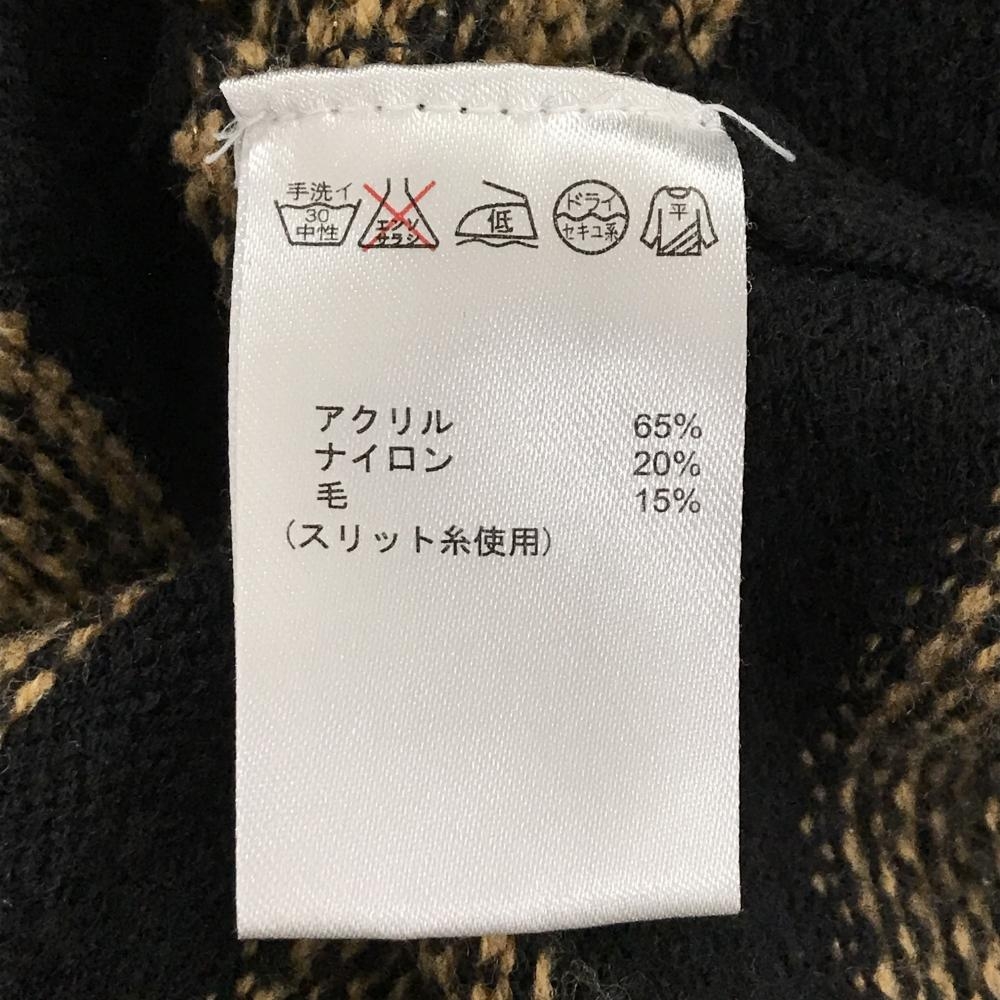 手洗イ
30
中性
エンソ
サラシ
低
ドライ
セキユ系
平
アクリル 65%
ナイロン 20%
毛 15%
（スリット糸使用）